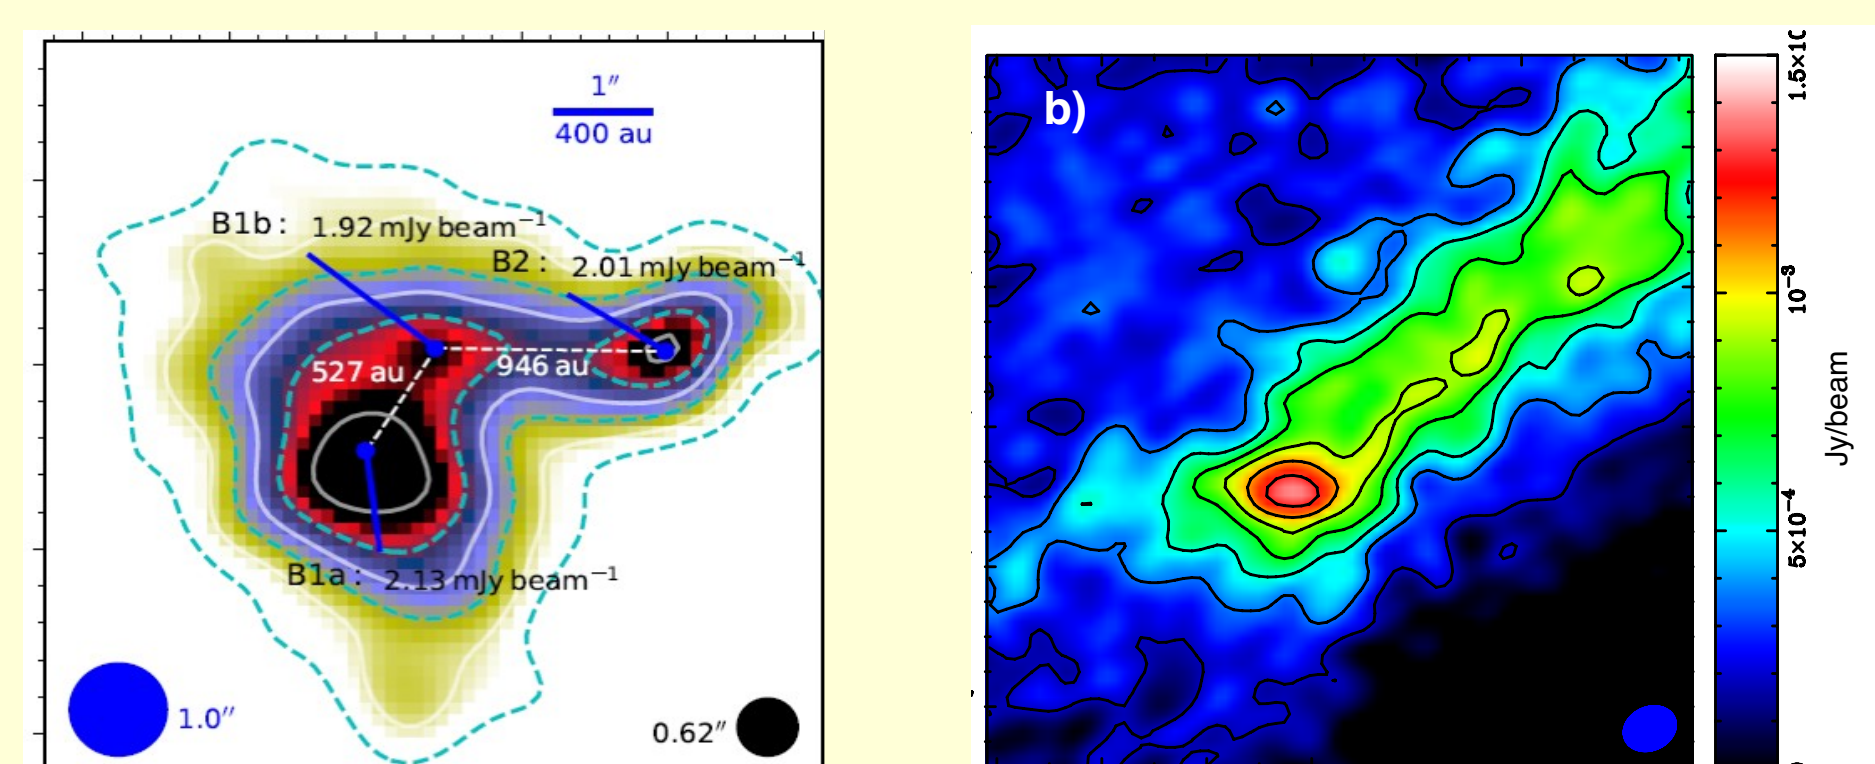 1″
400 au
B1b : 1.92 mJy beam⁻¹
B2 : 2.01 mJy beam⁻¹
527 au
946 au
B1a : 2.13 mJy beam⁻¹
1.0″
0.62″
b)
10⁻³
5×10⁻⁴
Jy/beam